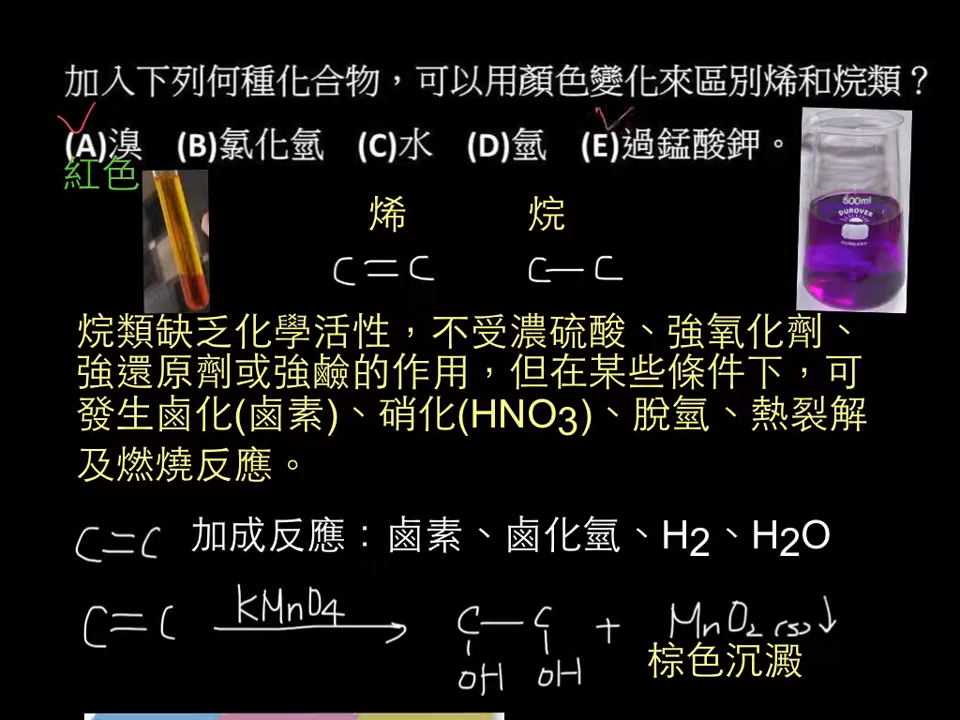 加入下列何種化合物，可以用顏色變化來區別烯和烷類？
(A)溴 (B)氯化氫 (C)水 (D)氫 (E)過錳酸鉀。
紅色
500ml
DUROVER
烯 烷
C=C C—C
烷類缺乏化學活性，不受濃硫酸、強氧化劑、
強還原劑或強鹼的作用，但在某些條件下，可
發生鹵化(鹵素)、硝化(HNO3)、脫氫、熱裂解
及燃燒反應。
C=C 加成反應：鹵素、鹵化氫、H2、H2O
C=C KMnO4 C—C + MnO2(s)↓
OH OH
棕色沉澱